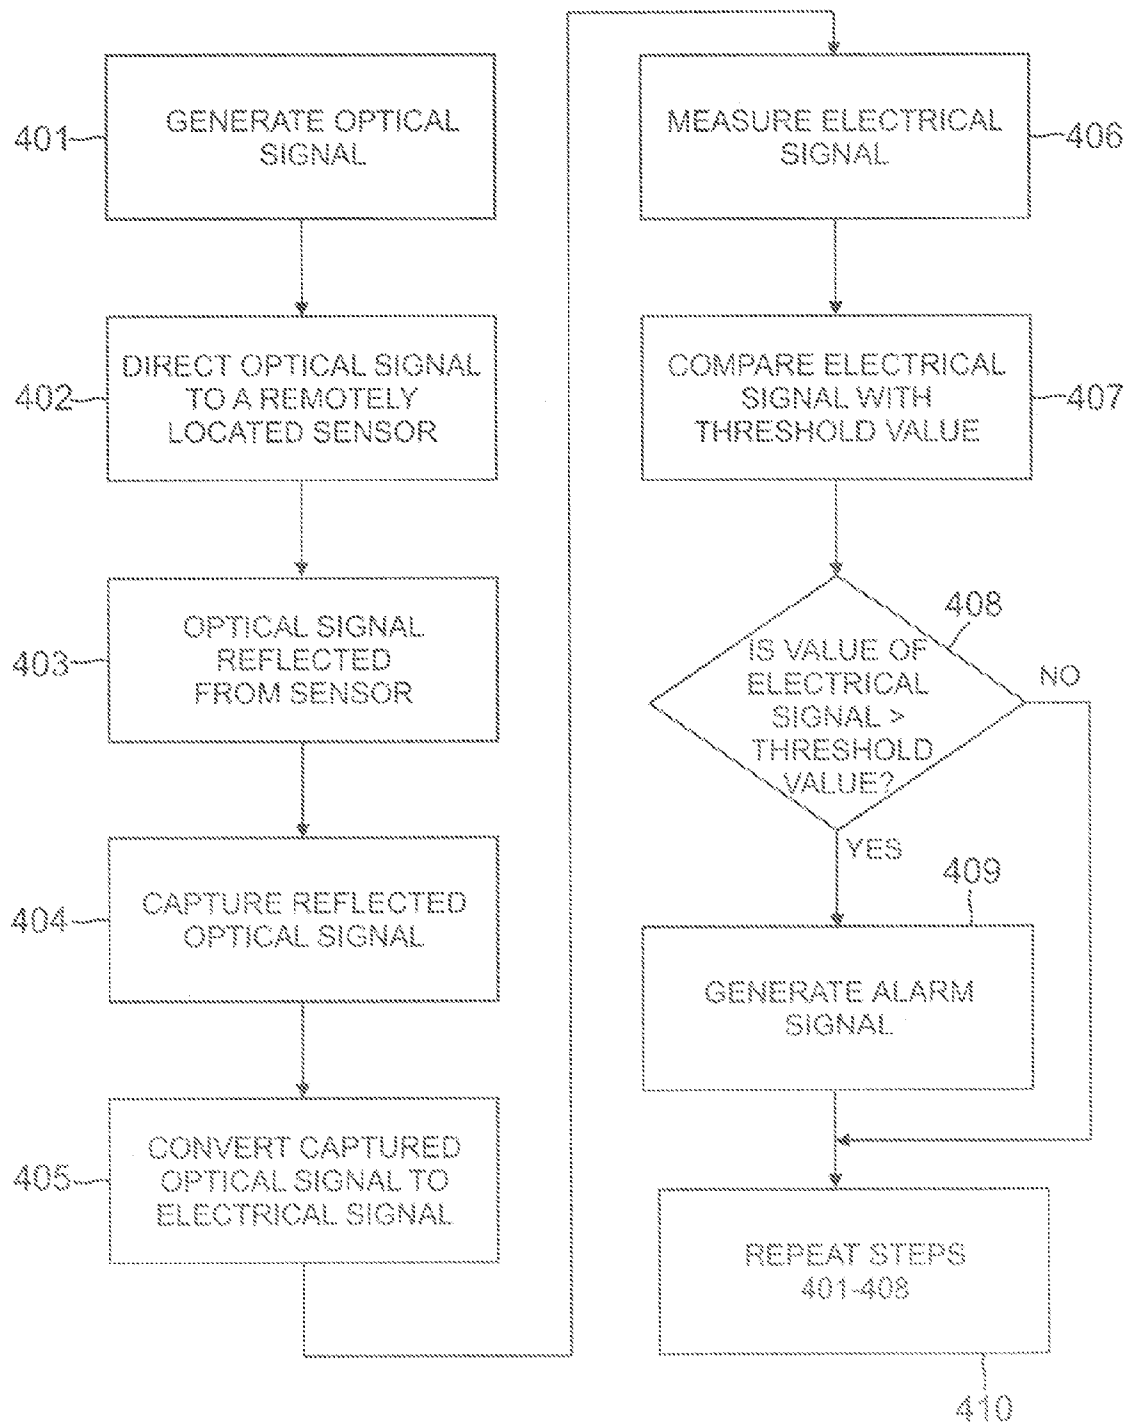 401
GENERATE OPTICAL
SIGNAL
402
DIRECT OPTICAL SIGNAL
TO A REMOTELY
LOCATED SENSOR
403
OPTICAL SIGNAL
REFLECTED
FROM SENSOR
404
CAPTURE REFLECTED
OPTICAL SIGNAL
405
CONVERT CAPTURED
OPTICAL SIGNAL TO
ELECTRICAL SIGNAL
MEASURE ELECTRICAL
SIGNAL
406
COMPARE ELECTRICAL
SIGNAL WITH
THRESHOLD VALUE
407
408
IS VALUE OF
ELECTRICAL
SIGNAL >
THRESHOLD
VALUE?
NO
YES
409
GENERATE ALARM
SIGNAL
REPEAT STEPS
401-408
410